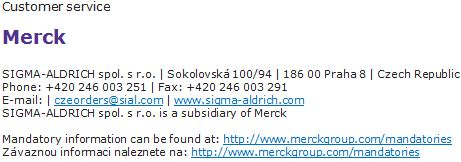 Customer service
Merck
SIGMA-ALDRICH spol. s r.o. | Sokolovská 100/94 | 186 00 Praha 8 | Czech Republic
Phone: +420 246 003 251 | Fax: +420 246 003 291
E-mail: | czeorders@sial.com | www.sigma-aldrich.com
SIGMA-ALDRICH spol. s r.o. is a subsidiary of Merck
Mandatory information can be found at: http://www.merckgroup.com/mandatories
Závaznou informaci naleznete na: http://www.merckgroup.com/mandatories